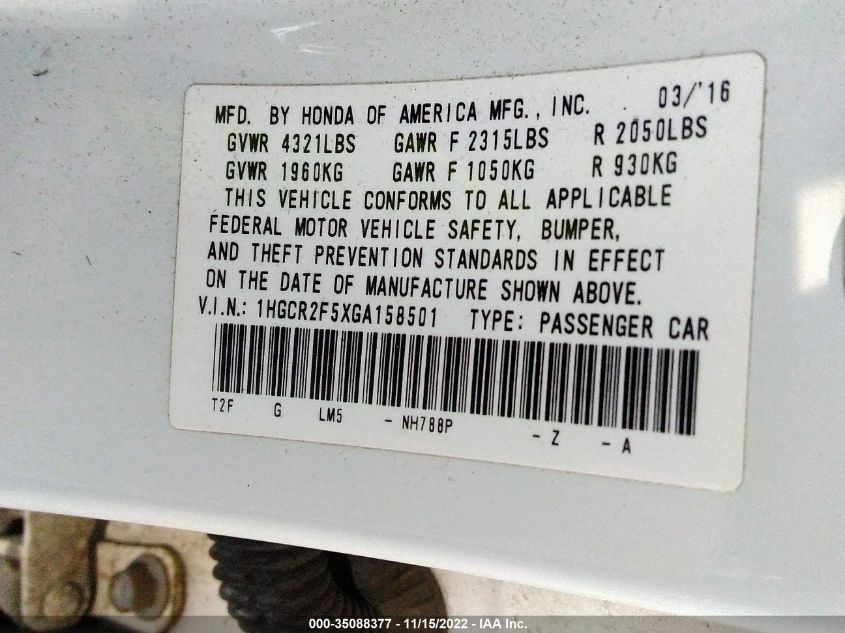 MFD. BY HONDA OF AMERICA MFG., INC. 03/'16
GVWR 4321LBS GAWR F 2315LBS R 2050LBS
GVWR 1960KG GAWR F 1050KG R 930KG
THIS VEHICLE CONFORMS TO ALL APPLICABLE
FEDERAL MOTOR VEHICLE SAFETY, BUMPER,
AND THEFT PREVENTION STANDARDS IN EFFECT
ON THE DATE OF MANUFACTURE SHOWN ABOVE.
V.I.N.: 1HGCR2F5XGA158501 TYPE: PASSENGER CAR
T2F G LM5 - NH788P - Z - A
000-35088377 - 11/15/2022 - IAA Inc.